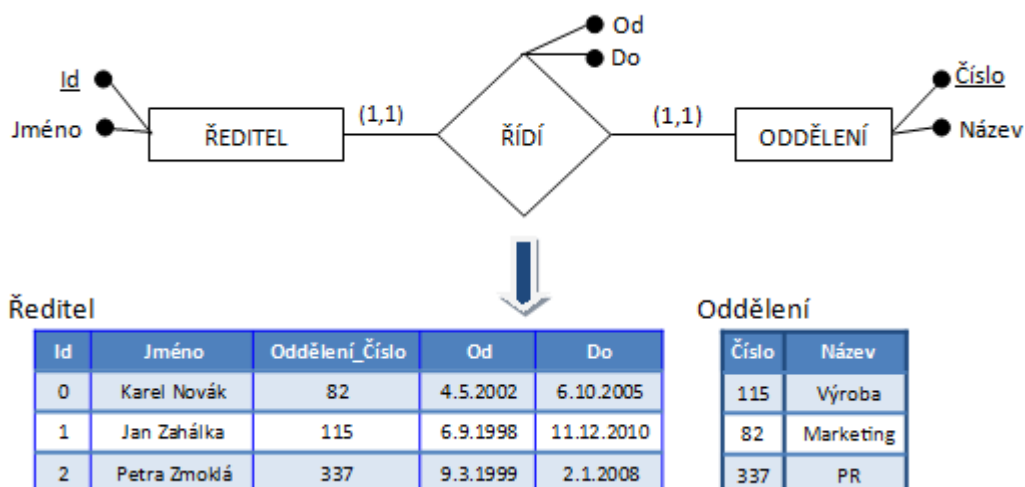 Od
Do
Id
Číslo
Jméno ŘEDITEL (1,1) ŘÍDÍ (1,1) ODDĚLENÍ Název
Ředitel
Id Jméno Oddělení_Číslo Od Do
0 Karel Novák 82 4.5.2002 6.10.2005
1 Jan Zahálka 115 6.9.1998 11.12.2010
2 Petra Zmoklá 337 9.3.1999 2.1.2008
Oddělení
Číslo Název
115 Výroba
82 Marketing
337 PR